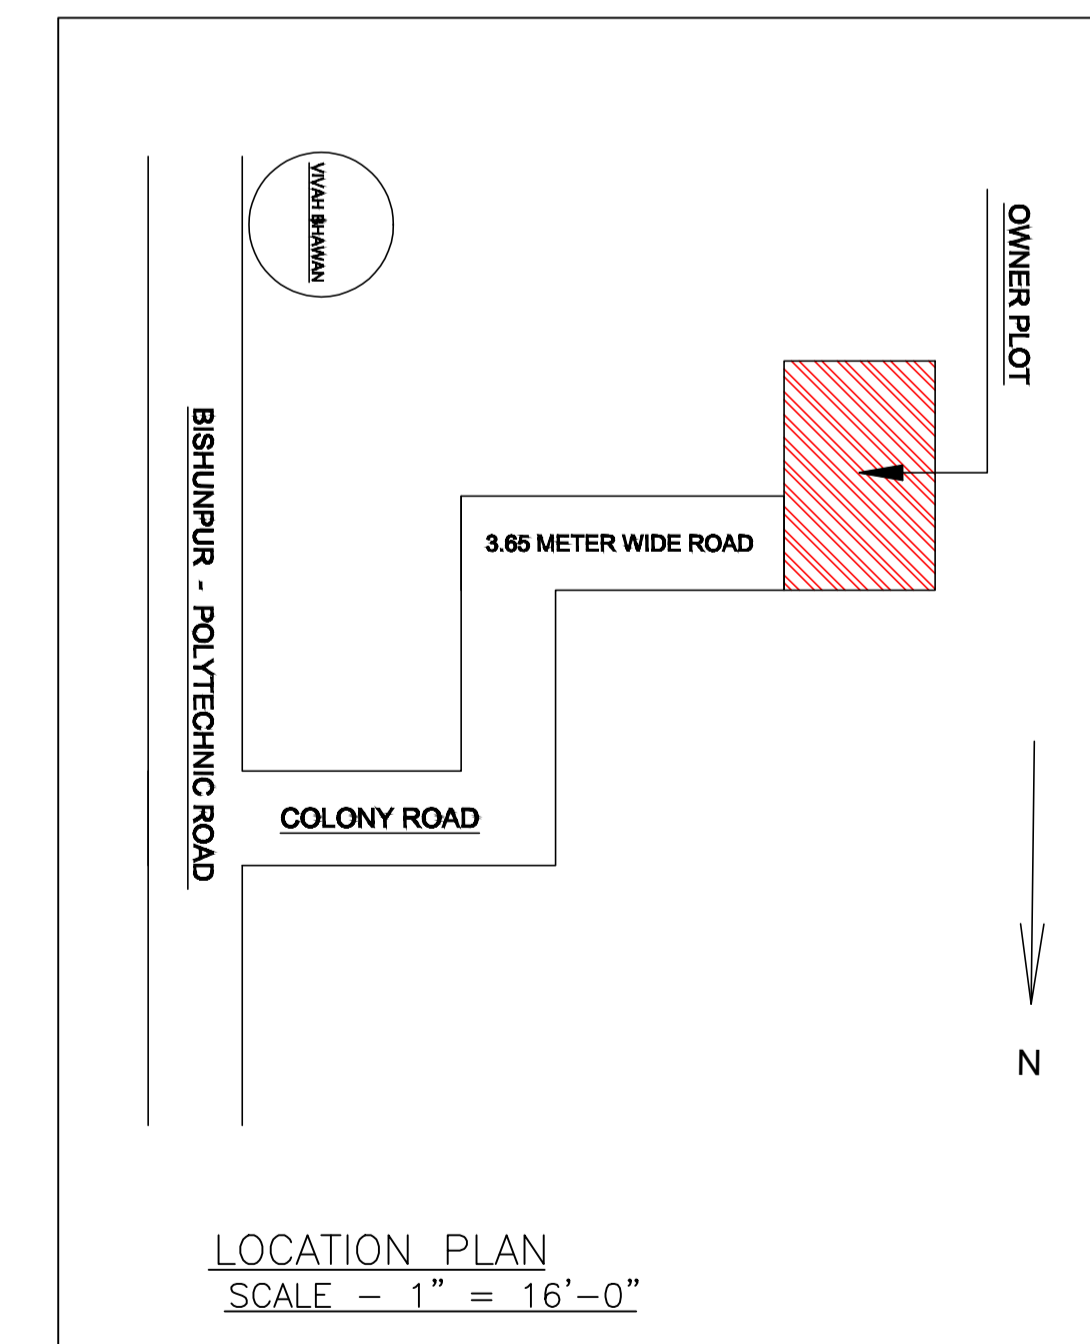 VIVAH BHAWAN
OWNER PLOT
BISHUNPUR - POLYTECHNIC ROAD
3.65 METER WIDE ROAD
COLONY ROAD
N
LOCATION PLAN
SCALE - 1" = 16'-0"